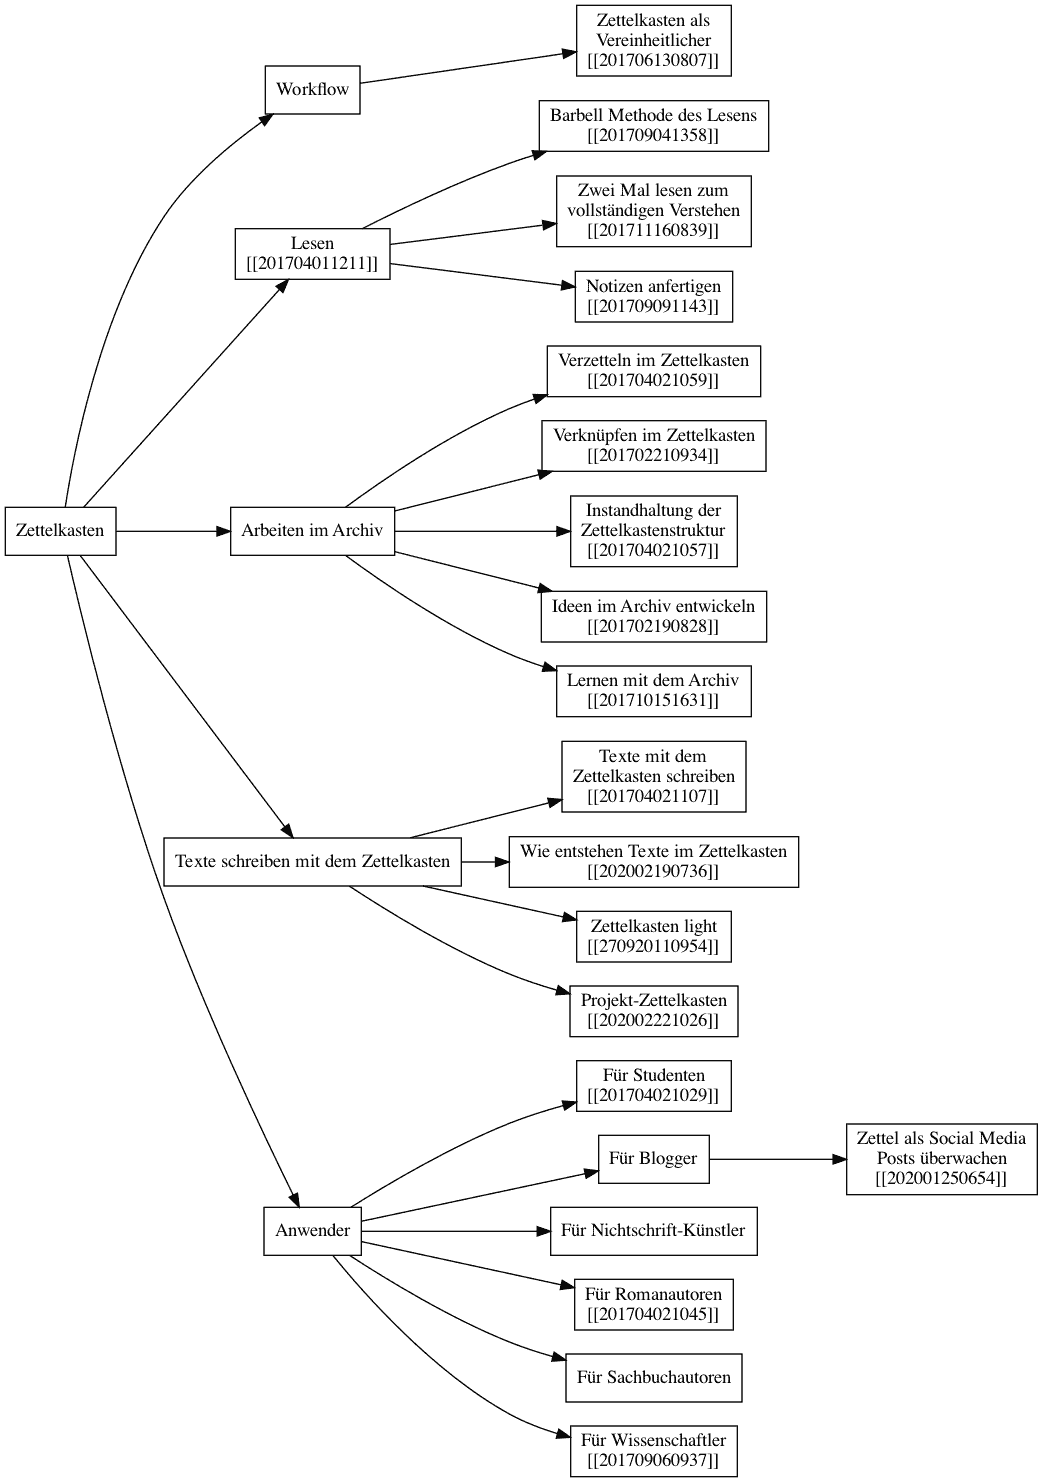 Zettelkasten
Workflow
Zettelkasten als
Vereinheitlicher
[[201706130807]]
Lesen
[[201704011211]]
Barbell Methode des Lesens
[[201709041358]]
Zwei Mal lesen zum
vollständigen Verstehen
[[201711160839]]
Notizen anfertigen
[[201709091143]]
Arbeiten im Archiv
Verzetteln im Zettelkasten
[[201704021059]]
Verknüpfen im Zettelkasten
[[201702210934]]
Instandhaltung der
Zettelkastenstruktur
[[201704021057]]
Ideen im Archiv entwickeln
[[201702190828]]
Lernen mit dem Archiv
[[201710151631]]
Texte schreiben mit dem Zettelkasten
Texte mit dem
Zettelkasten schreiben
[[201704021107]]
Wie entstehen Texte im Zettelkasten
[[202002190736]]
Zettelkasten light
[[270920110954]]
Projekt-Zettelkasten
[[202002221026]]
Anwender
Für Studenten
[[201704021029]]
Für Blogger
Zettel als Social Media
Posts überwachen
[[202001250654]]
Für Nichtschrift-Künstler
Für Romanautoren
[[201704021045]]
Für Sachbuchautoren
Für Wissenschaftler
[[201709060937]]